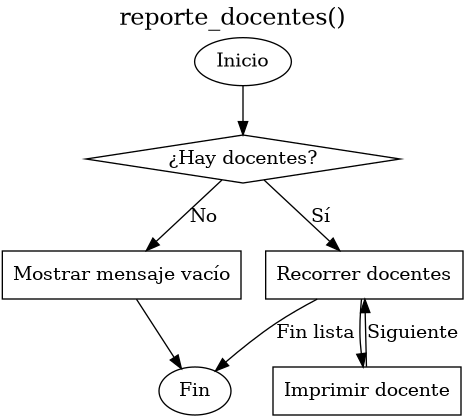 reporte_docentes()
Inicio
¿Hay docentes?
No
Sí
Mostrar mensaje vacío
Recorrer docentes
Fin lista
Siguiente
Fin
Imprimir docente